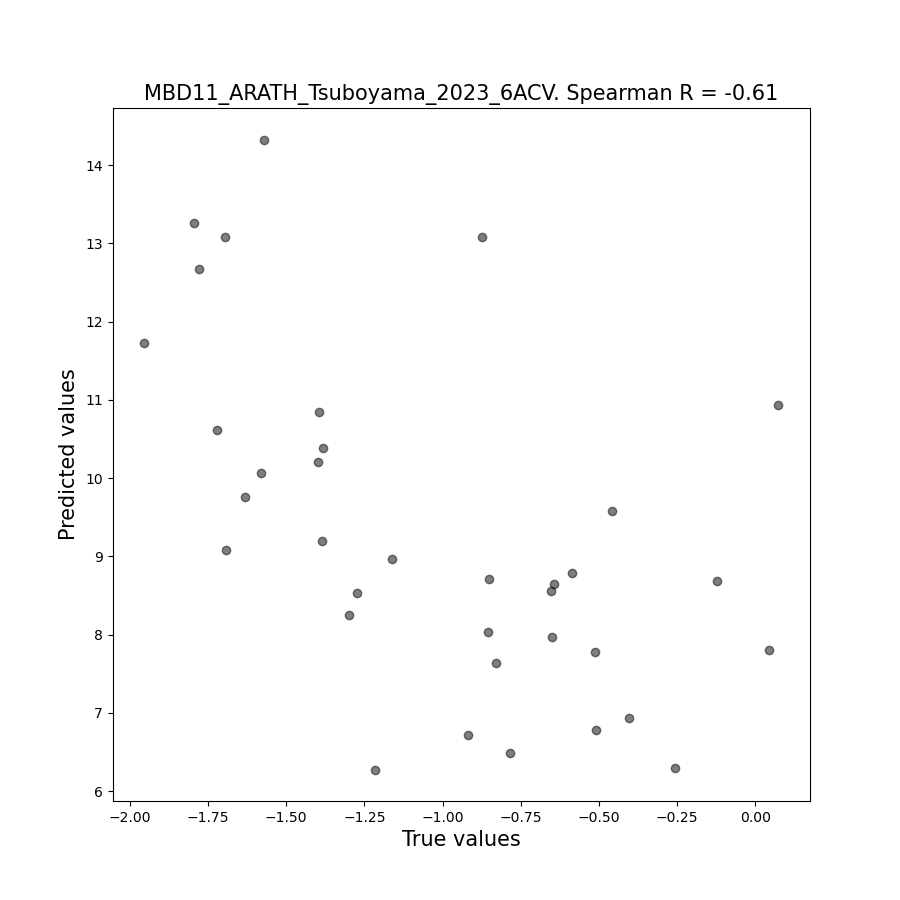 MBD11_ARATH_Tsuboyama_2023_6ACV. Spearman R = -0.61
Predicted values
14
13
12
11
10
9
8
7
6
−2.00 −1.75 −1.50 −1.25 −1.00 −0.75 −0.50 −0.25 0.00
True values